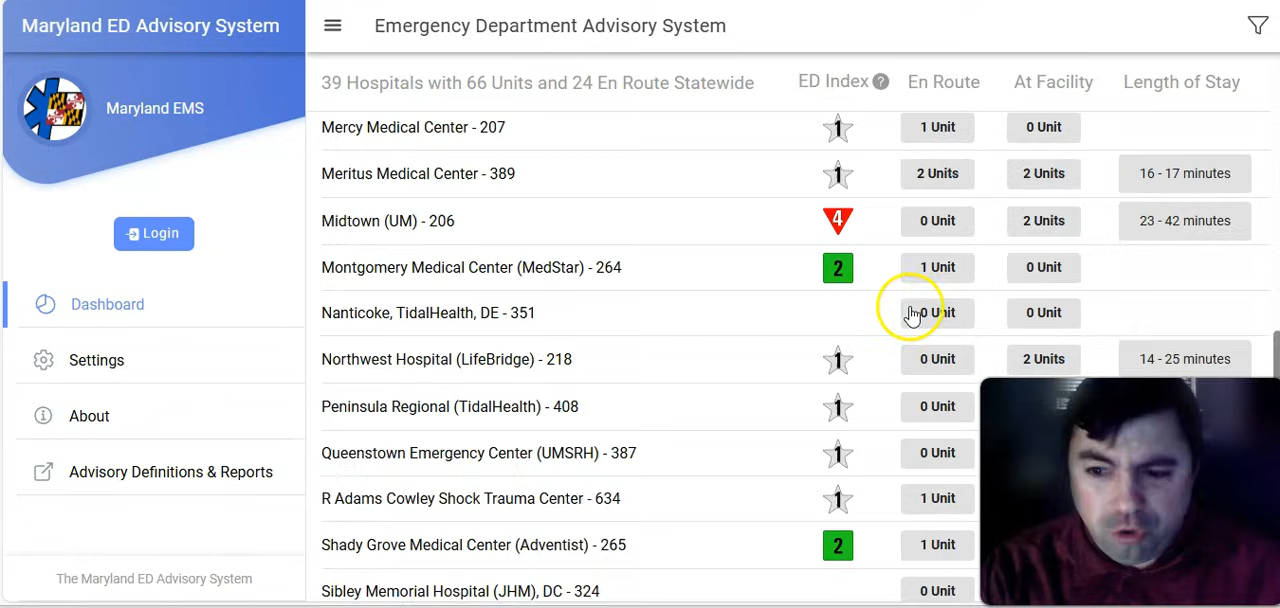 Maryland ED Advisory System
Emergency Department Advisory System
Maryland EMS
Login
Dashboard
Settings
About
Advisory Definitions & Reports
The Maryland ED Advisory System
39 Hospitals with 66 Units and 24 En Route Statewide ED Index ? En Route At Facility Length of Stay
Mercy Medical Center - 207 1 1 Unit 0 Unit
Meritus Medical Center - 389 1 2 Units 2 Units 16 - 17 minutes
Midtown (UM) - 206 4 0 Unit 2 Units 23 - 42 minutes
Montgomery Medical Center (MedStar) - 264 2 1 Unit 0 Unit
Nanticoke, TidalHealth, DE - 351 0 Unit 0 Unit
Northwest Hospital (LifeBridge) - 218 1 0 Unit 2 Units 14 - 25 minutes
Peninsula Regional (TidalHealth) - 408 1 0 Unit
Queenstown Emergency Center (UMSRH) - 387 1 0 Unit
R Adams Cowley Shock Trauma Center - 634 1 1 Unit
Shady Grove Medical Center (Adventist) - 265 2 1 Unit
Sibley Memorial Hospital (JHM), DC - 324 0 Unit